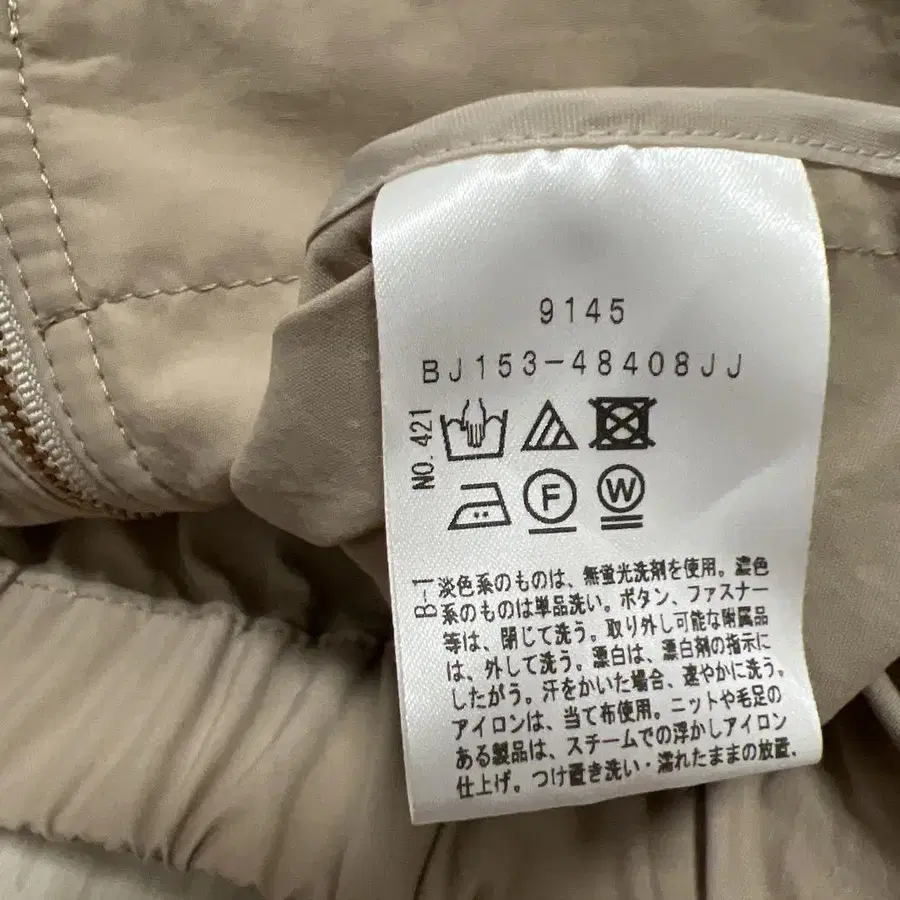 9145
BJ153-48408JJ
NO. 421
F
W
B-1
淡色系のものは、無蛍光洗剤を使用。濃色
系のものは単品洗い。ボタン、ファスナー
等は、閉じて洗う。取り外し可能な附属品
は、外して洗う。漂白は、漂白剤の指示に
したがう。汗をかいた場合、速やかに洗う。
アイロンは、当て布使用。ニットや毛足の
ある製品は、スチームでの浮かしアイロン
仕上げ。つけ置き洗い・濡れたままの放置、